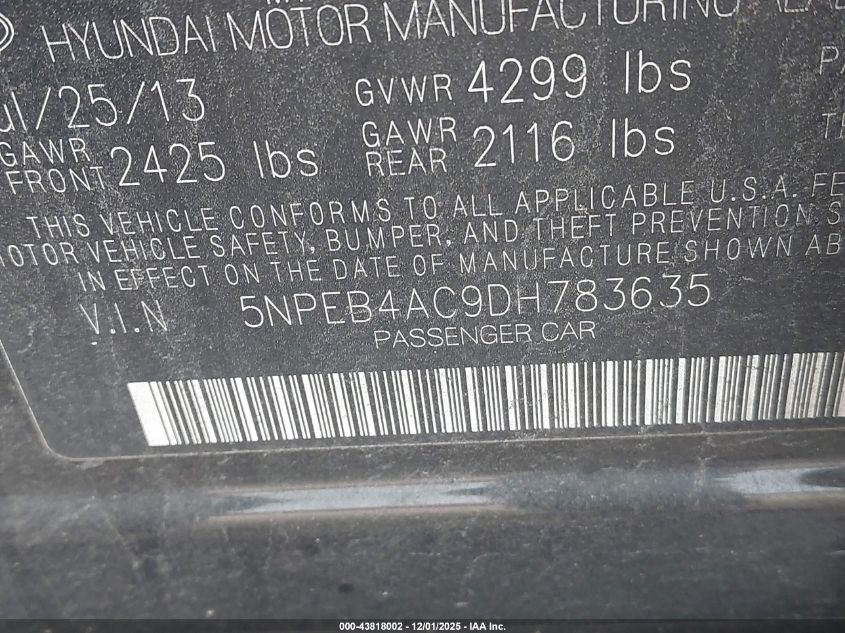 HYUNDAI MOTOR MANUFACTURING
/25/13
GVWR 4299 lbs
GAWR FRONT 2425 lbs
GAWR REAR 2116 lbs
THIS VEHICLE CONFORMS TO ALL APPLICABLE U.S.A. FE
MOTOR VEHICLE SAFETY, BUMPER, AND THEFT PREVENTION S
IN EFFECT ON THE DATE OF MANUFACTURE SHOWN AB
V.I.N 5NPEB4AC9DH783635
PASSENGER CAR
000-43818002 - 12/01/2025 - IAA Inc.